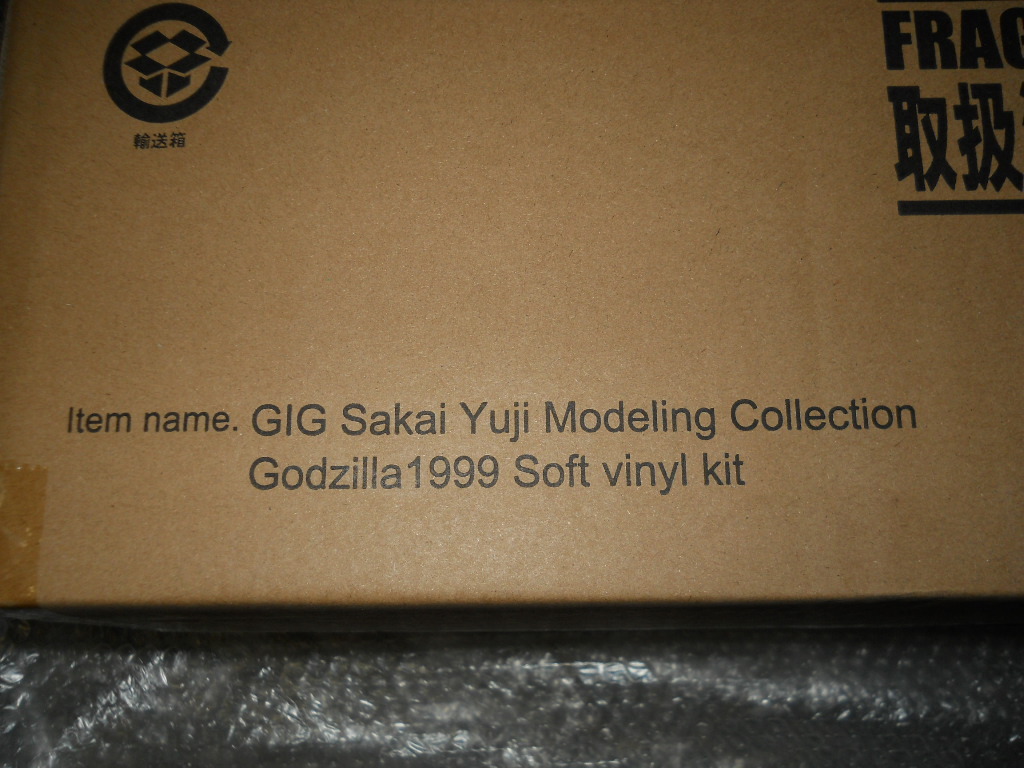 輸送箱
FRAG
取扱
Item name. GIG Sakai Yuji Modeling Collection
Godzilla1999 Soft vinyl kit